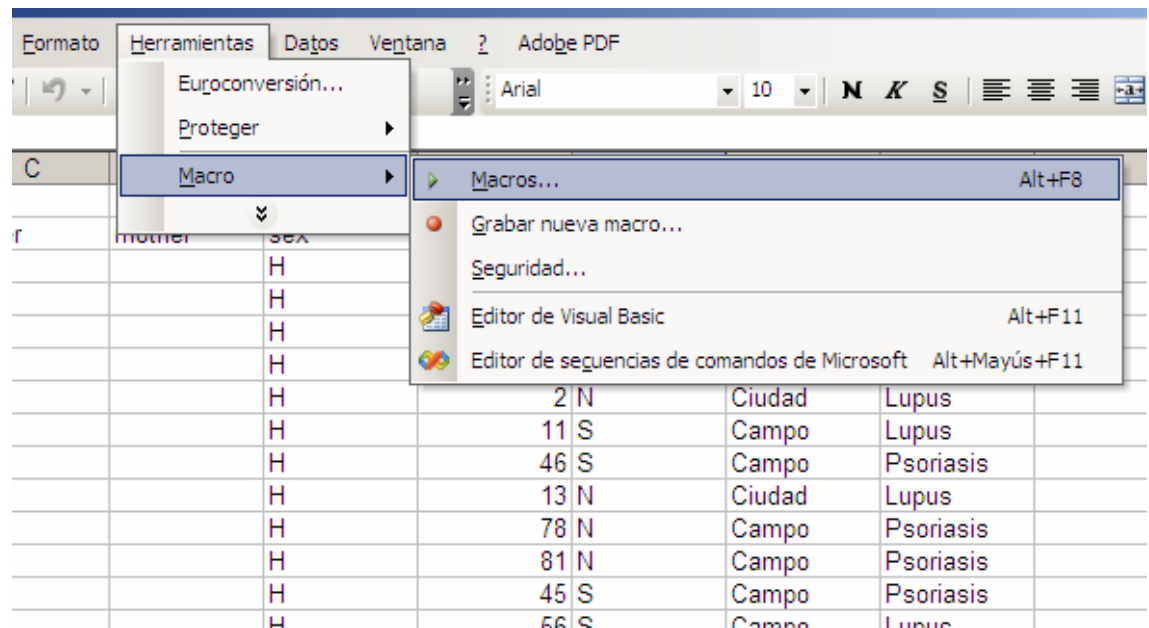 Formato Herramientas Datos Ventana ? Adobe PDF
Euroconversión...
Arial 10 N K S
Proteger
C
Macro
Macros... Alt+F8
Grabar nueva macro...
mother sex
H
Seguridad...
H
Editor de Visual Basic Alt+F11
H
Editor de secuencias de comandos de Microsoft Alt+Mayús+F11
H
H 2 N Ciudad Lupus
H 11 S Campo Lupus
H 46 S Campo Psoriasis
H 13 N Ciudad Lupus
H 78 N Campo Psoriasis
H 81 N Campo Psoriasis
H 45 S Campo Psoriasis
H 56 S Campo Lupus